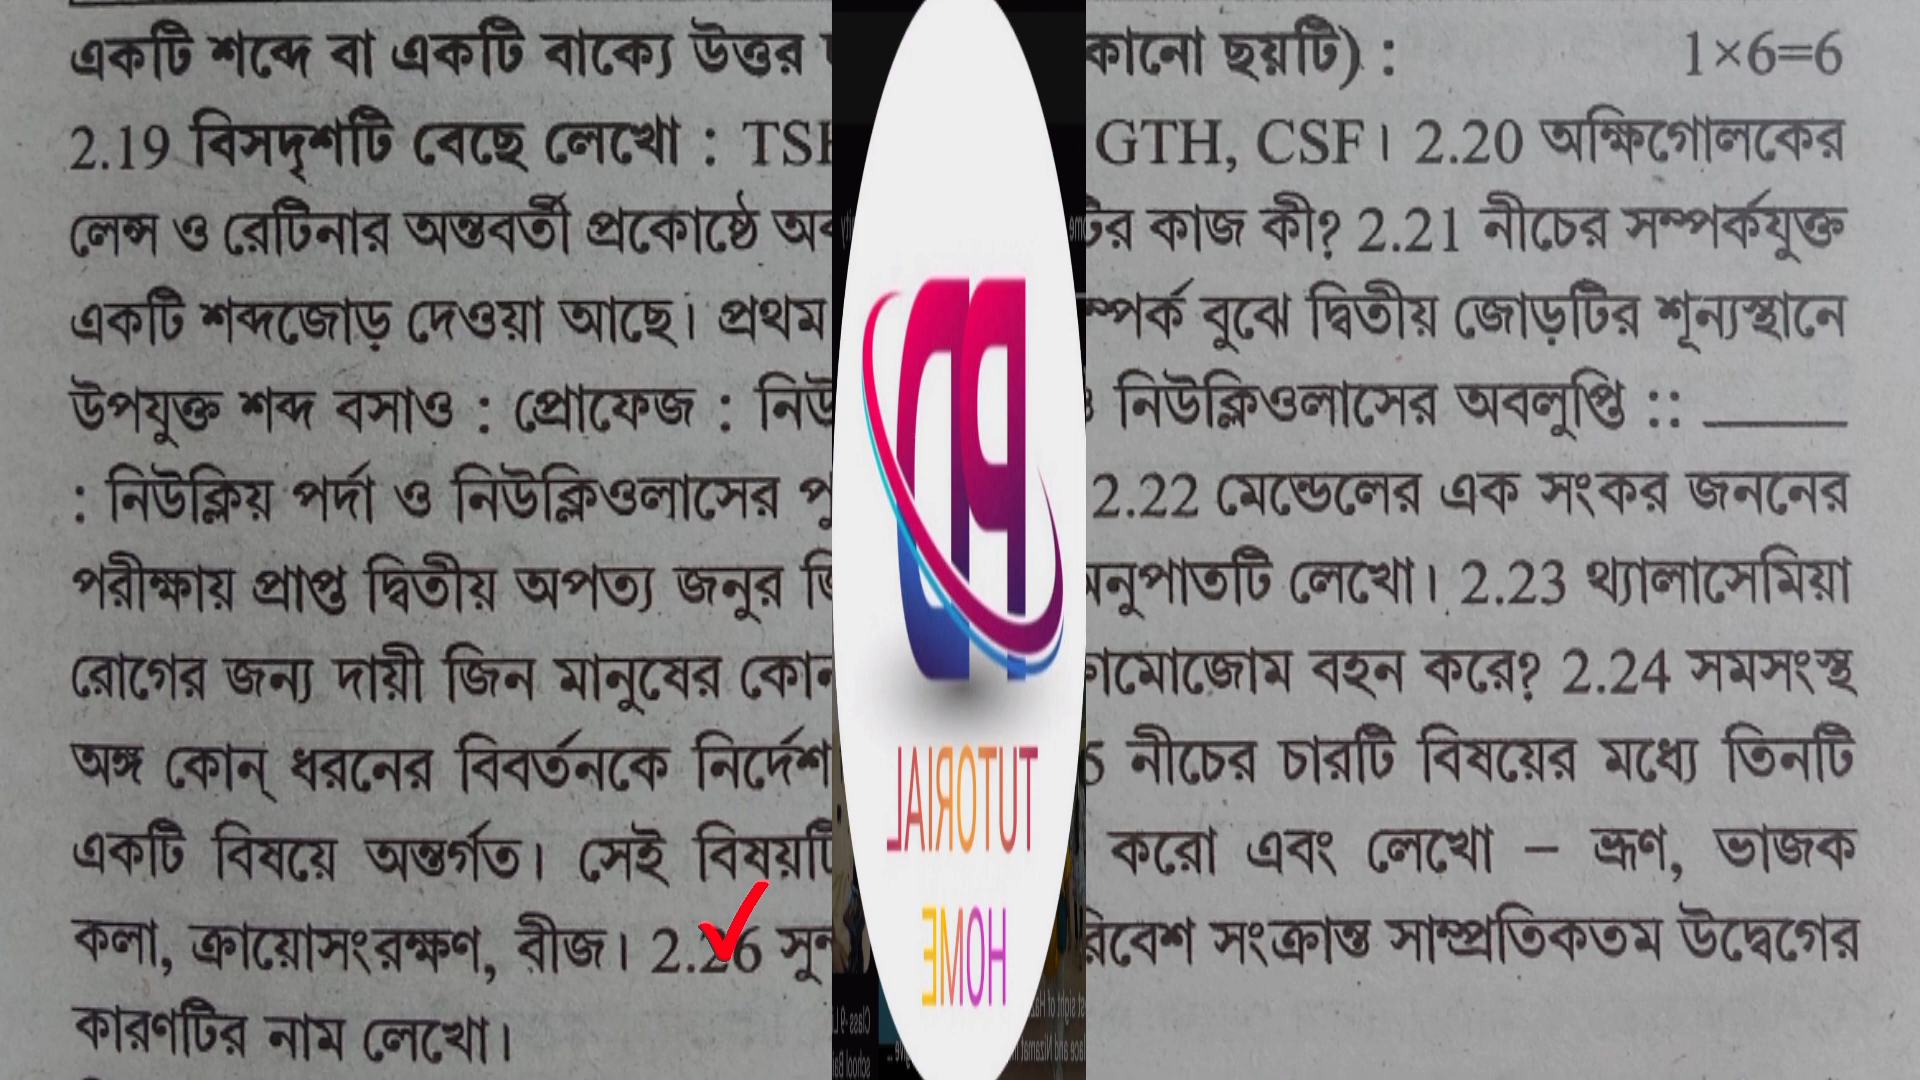 একটি শব্দে বা একটি বাক্যে উত্তর কানো ছয়টি) : 1×6=6
2.19 বিসদৃশটি বেছে লেখো : TSH GTH, CSF। 2.20 অক্ষিগোলকের
লেন্স ও রেটিনার অন্তবর্তী প্রকোষ্ঠে টির কাজ কী? 2.21 নীচের সম্পর্কযুক্ত
একটি শব্দজোড় দেওয়া আছে। প্রথম ম্পর্ক বুঝে দ্বিতীয় জোড়টির শূন্যস্থানে
উপযুক্ত শব্দ বসাও : প্রোফেজ : নিউ নিউক্লিওলাসের অবলুপ্তি :: _____
: নিউক্লিয় পর্দা ও নিউক্লিওলাসের পু 2.22 মেন্ডেলের এক সংকর জননের
পরীক্ষায় প্রাপ্ত দ্বিতীয় অপত্য জনুর নুপাতটি লেখো। 2.23 থ্যালাসেমিয়া
রোগের জন্য দায়ী জিন মানুষের কোন ামোজোম বহন করে? 2.24 সমসংস্থ
অঙ্গ কোন্ ধরনের বিবর্তনকে নির্দেশ 5 নীচের চারটি বিষয়ের মধ্যে তিনটি
একটি বিষয়ে অন্তর্গত। সেই বিষয়টি করো এবং লেখো – ভ্রূণ, ভাজক
কলা, ক্রায়োসংরক্ষণ, বীজ। 2.26 সুন রিবেশ সংক্রান্ত সাম্প্রতিকতম উদ্বেগের
কারণটির নাম লেখো।
TUTORIAL
HOME